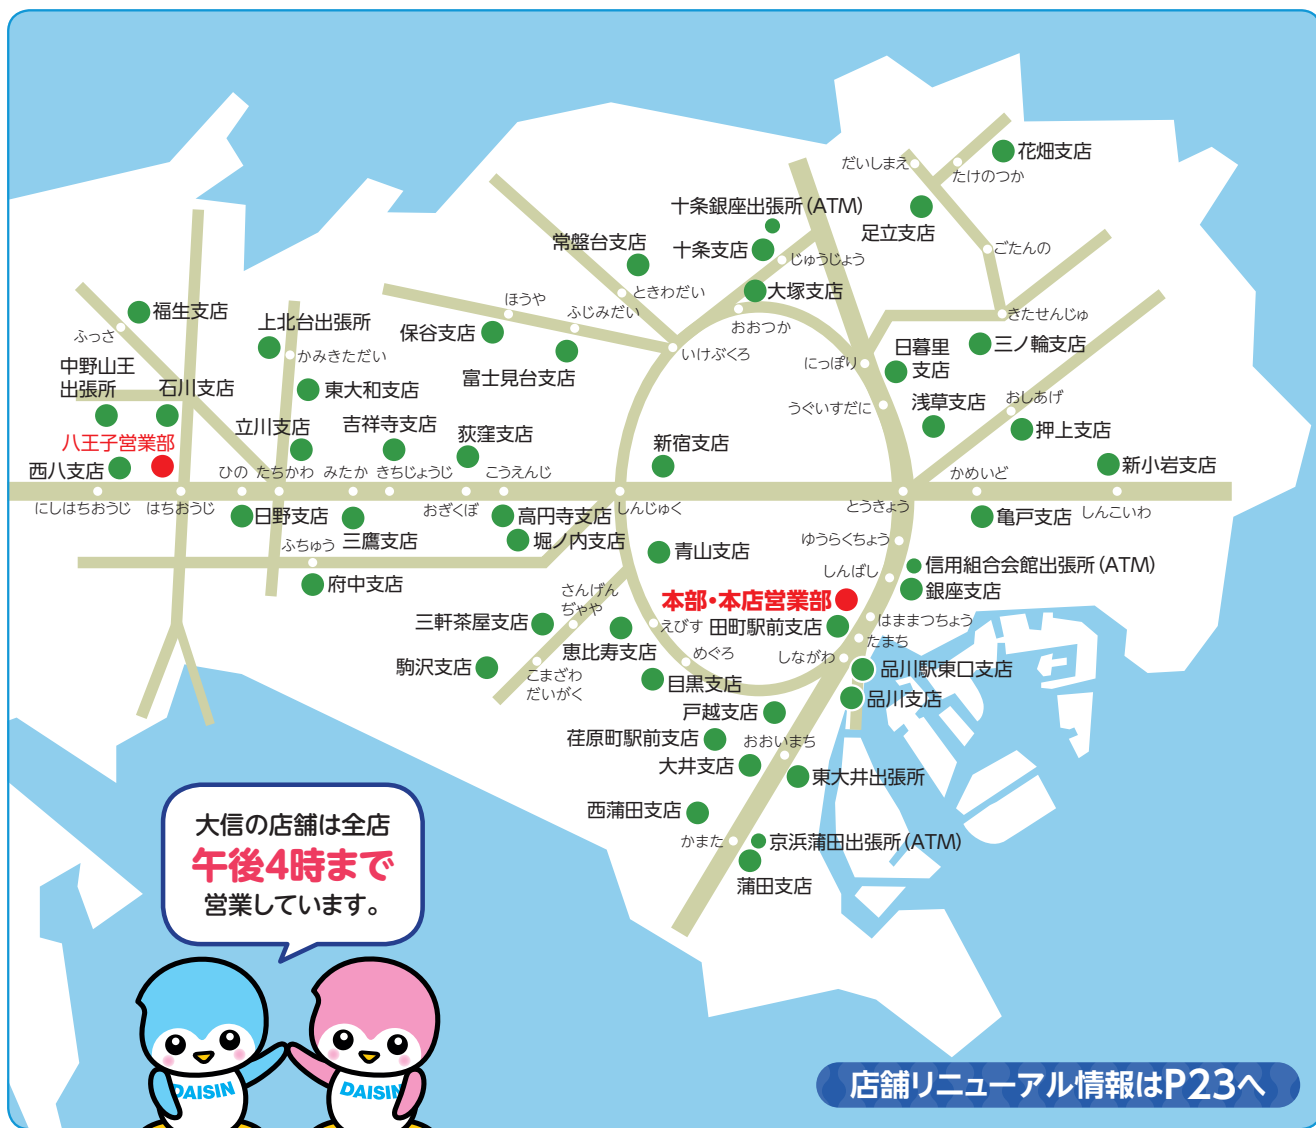 花畑支店
だいしまえ
たけのつか
十条銀座出張所(ATM)
足立支店
常盤台支店
十条支店
じゅうじょう
ごたんの
ときわだい
大塚支店
福生支店
ほうや
ふじみだい
おおつか
きたせんじゅ
ふっさ
上北台出張所
保谷支店
いけぶくろ
にっぽり
日暮里
支店
三ノ輪支店
かみきただい
富士見台支店
中野山王
出張所
石川支店
東大和支店
うぐいすだに
浅草支店
おしあげ
押上支店
立川支店
吉祥寺支店
荻窪支店
新宿支店
八王子営業部
西八支店
ひの
たちかわ
みたか
きちじょうじ
こうえんじ
かめいど
新小岩支店
にしはちおうじ
はちおうじ
おぎくぼ
しんじゅく
とうきょう
しんこいわ
日野支店
三鷹支店
高円寺支店
亀戸支店
ふちゅう
堀ノ内支店
青山支店
ゆうらくちょう
府中支店
しんばし
信用組合会館出張所(ATM)
銀座支店
さんげん
ぢゃや
本部・本店営業部
三軒茶屋支店
えびす
田町駅前支店
はままつちょう
たまち
恵比寿支店
めぐろ
しながわ
駒沢支店
こまざわ
だいがく
目黒支店
品川駅東口支店
品川支店
戸越支店
荏原町駅前支店
おおいまち
大井支店
東大井出張所
西蒲田支店
かまた
京浜蒲田出張所(ATM)
蒲田支店
大信の店舗は全店
午後4時まで
営業しています。
DAISIN
DAISIN
店舗リニューアル情報はP23へ